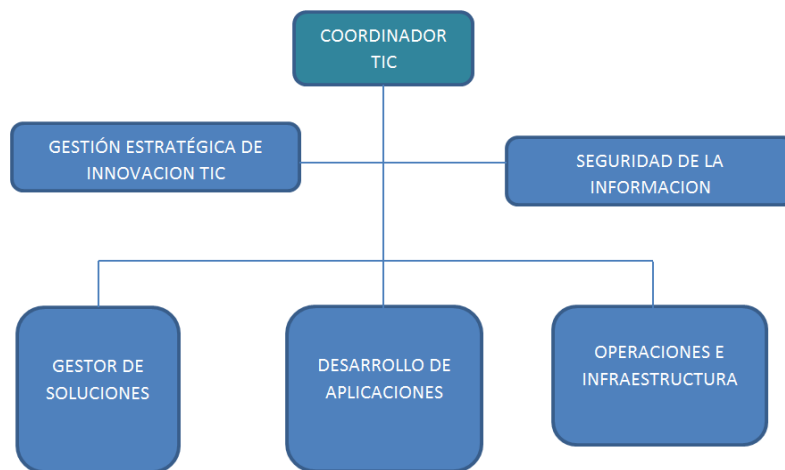 COORDINADOR
TIC
GESTIÓN ESTRATÉGICA DE
INNOVACION TIC
SEGURIDAD DE LA
INFORMACION
GESTOR DE
SOLUCIONES
DESARROLLO DE
APLICACIONES
OPERACIONES E
INFRAESTRUCTURA